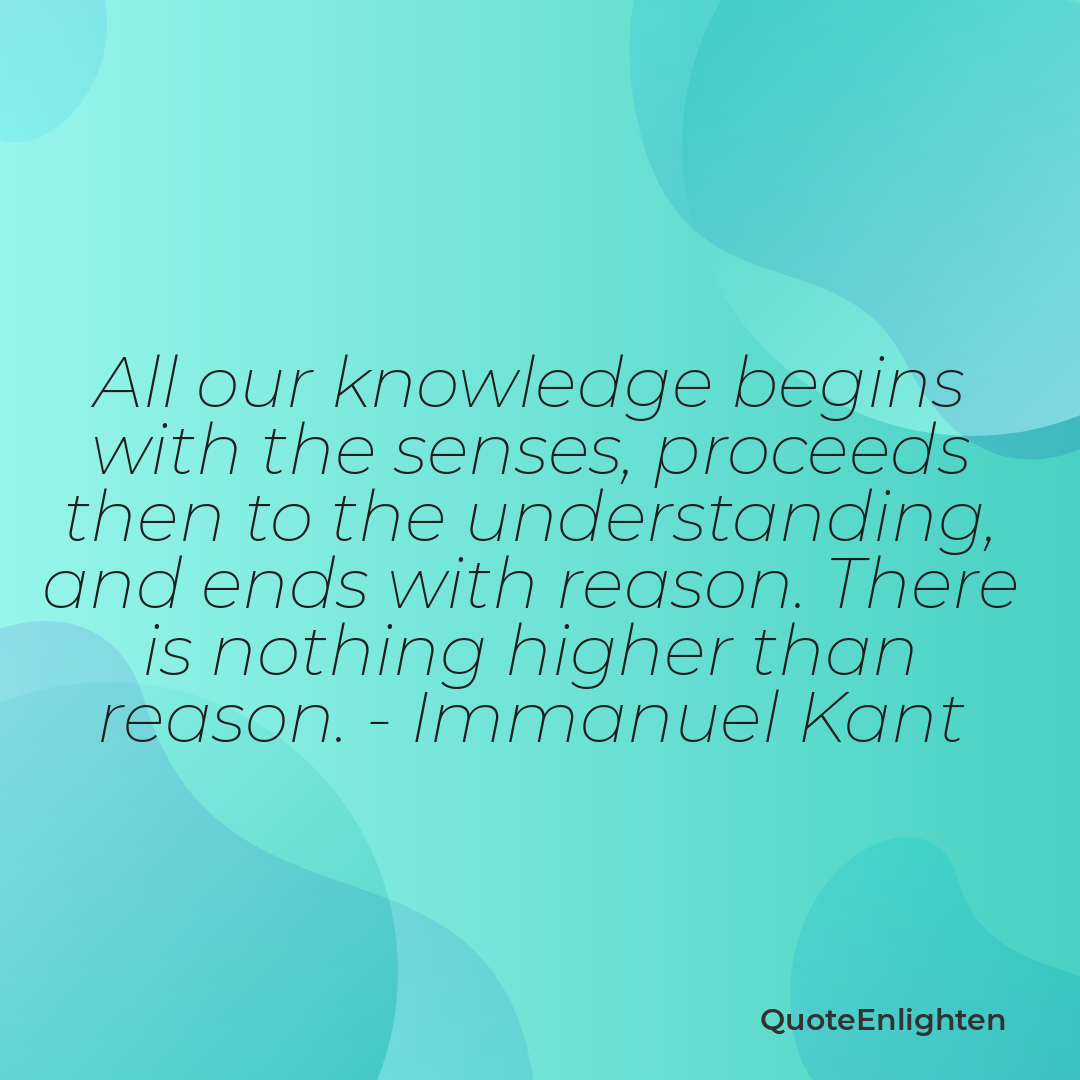 All our knowledge begins
with the senses, proceeds
then to the understanding,
and ends with reason. There
is nothing higher than
reason. - Immanuel Kant
QuoteEnlighten